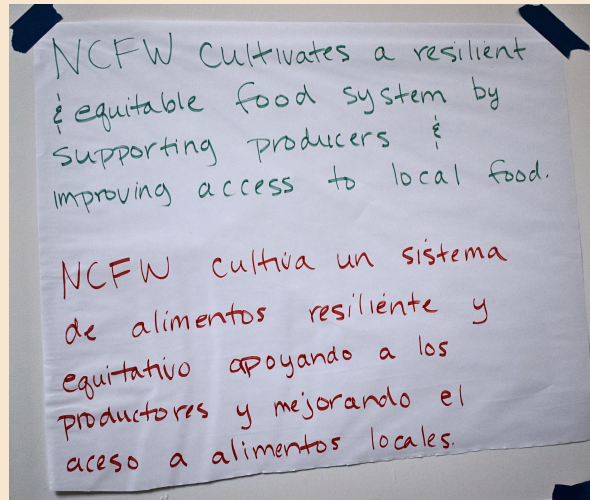 NCFW Cultivates a resilient
& equitable food system by
supporting producers &
improving access to local food.
NCFW cultiva un sistema
de alimentos resiliente y
equitativo apoyando a los
productores y mejorando el
aceso a alimentos locales.